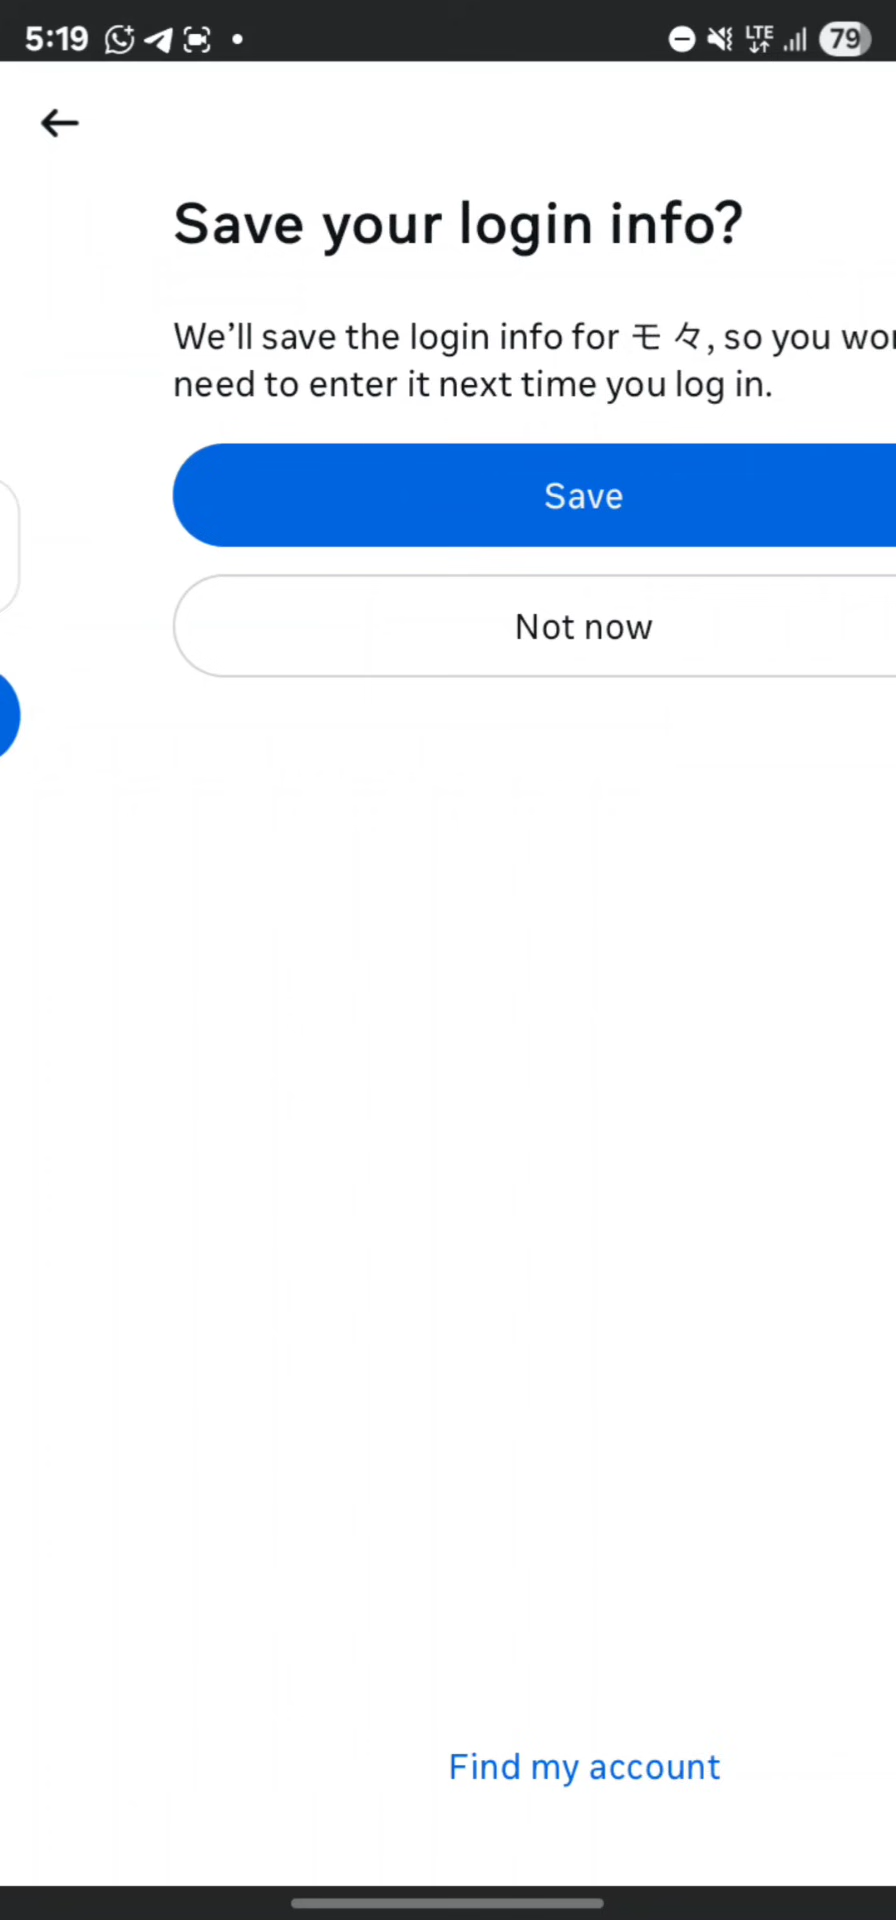 5:19
LTE
79
Save your login info?
We’ll save the login info for モ 々, so you wo
need to enter it next time you log in.
Save
Not now
Find my account